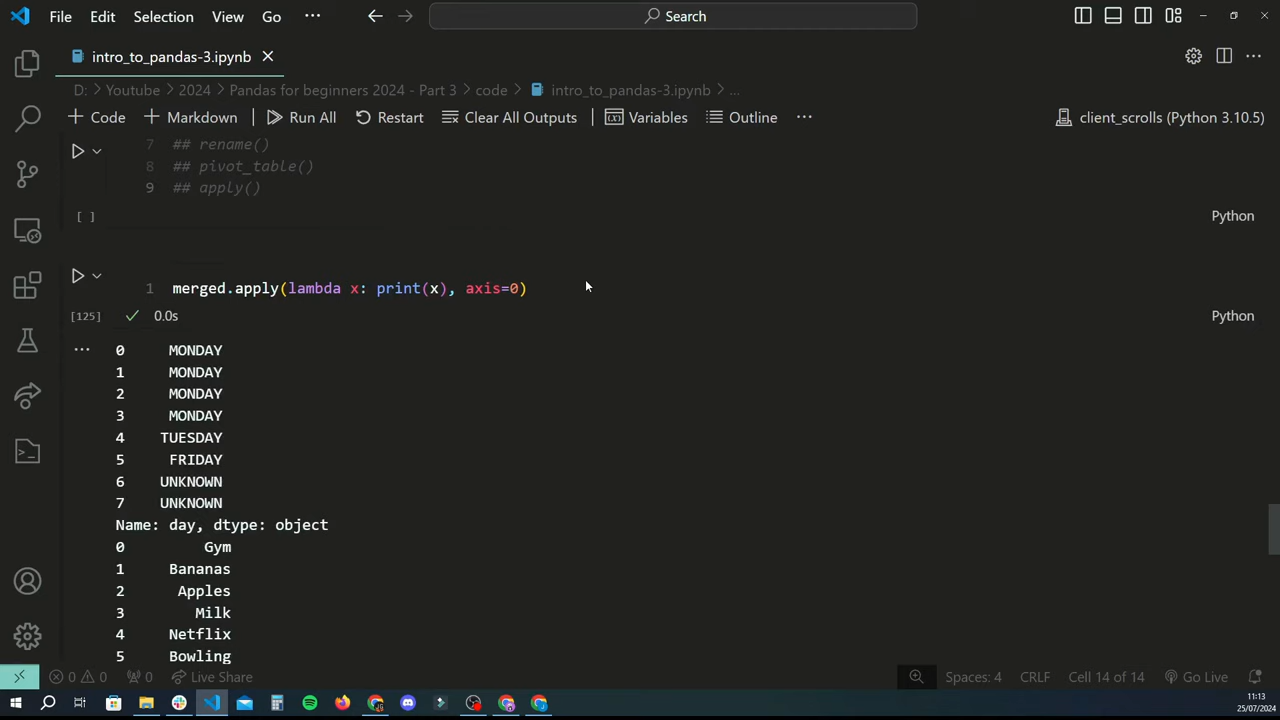 File Edit Selection View Go ··· Search
intro_to_pandas-3.ipynb
D: > Youtube > 2024 > Pandas for beginners 2024 - Part 3 > code > intro_to_pandas-3.ipynb > ...
+ Code + Markdown Run All Restart Clear All Outputs Variables Outline ··· client_scrolls (Python 3.10.5)
7 ## rename()
8 ## pivot_table()
9 ## apply()
[ ] Python
1 merged.apply(lambda x: print(x), axis=0)
[125] 0.0s Python
... 0 MONDAY
1 MONDAY
2 MONDAY
3 MONDAY
4 TUESDAY
5 FRIDAY
6 UNKNOWN
7 UNKNOWN
Name: day, dtype: object
0 Gym
1 Bananas
2 Apples
3 Milk
4 Netflix
5 Bowling
0 0 0 Live Share Spaces: 4 CRLF Cell 14 of 14 Go Live
11:13
25/07/2024